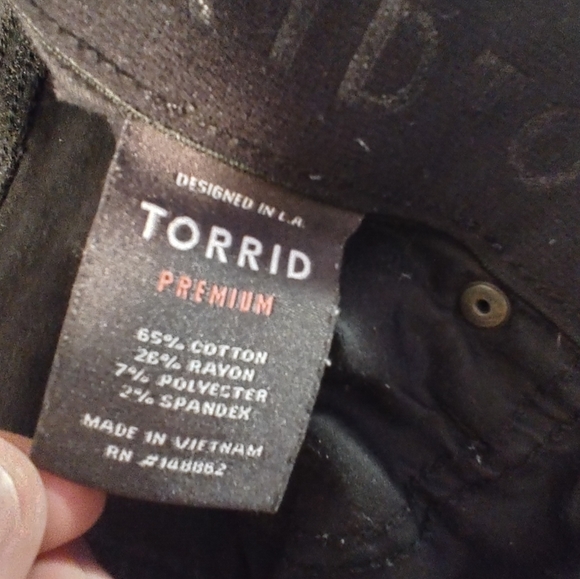 DESIGNED IN L.A.
TORRID
PREMIUM
65% COTTON
26% RAYON
7% POLYESTER
2% SPANDEX
MADE IN VIETNAM
RN #148862